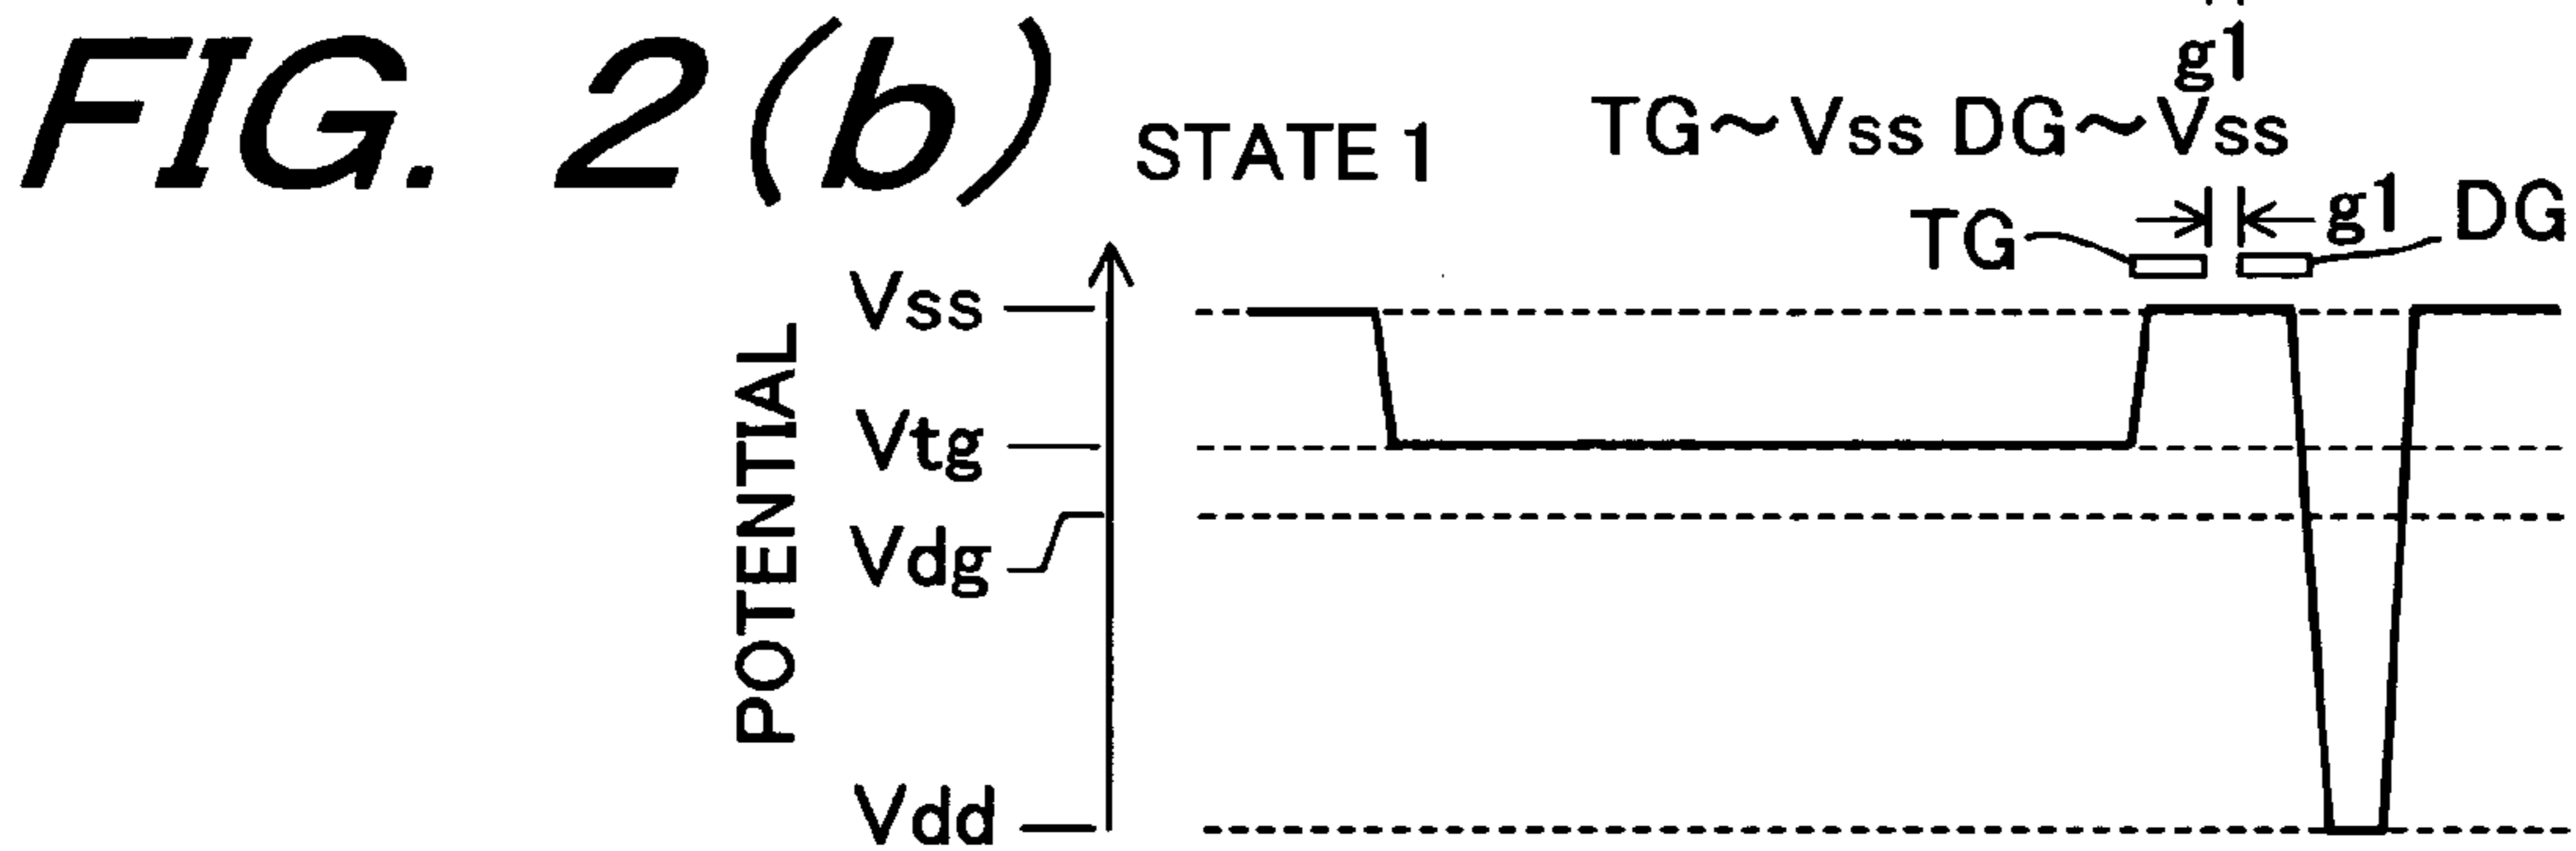 FIG. 2(b)
g1
STATE 1
TG~Vss DG~Vss
TG
g1
DG
Vss
Vtg
Vdg
Vdd
POTENTIAL